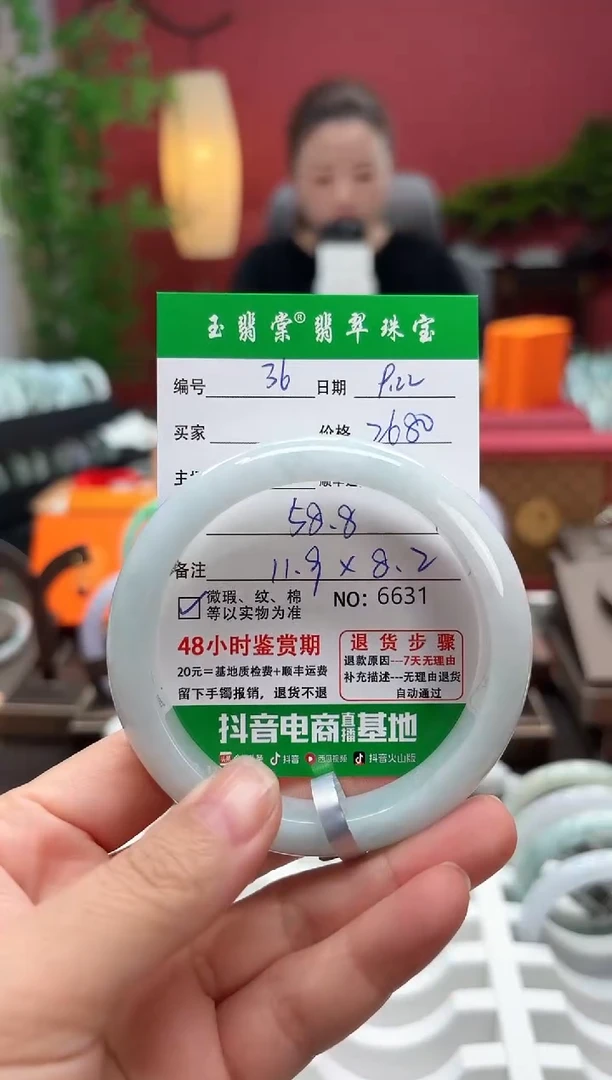 玉翡棠®翡翠珠宝
编号 36 日期 9.22
买家 价格 2680
58.8
备注 11.9 × 8.2
微瑕、纹、棉
等以实物为准
NO: 6631
48小时鉴赏期
20元=基地质检费+顺丰运费
留下手镯报销，退货不退
退货步骤
退款原因---7天无理由
补充描述---无理由退货
自动通过
抖音电商直播基地
抖音 西瓜视频 抖音火山版